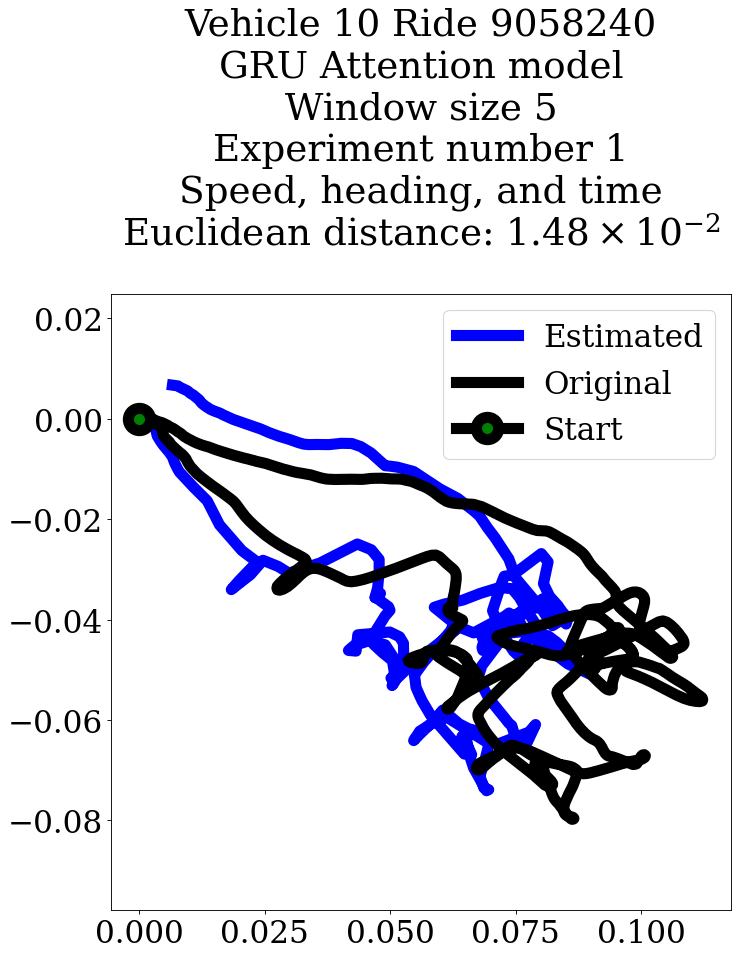 Vehicle 10 Ride 9058240
GRU Attention model
Window size 5
Experiment number 1
Speed, heading, and time
Euclidean distance: 1.48 × 10⁻²
Estimated
Original
Start
0.02
0.00
−0.02
−0.04
−0.06
−0.08
0.000 0.025 0.050 0.075 0.100